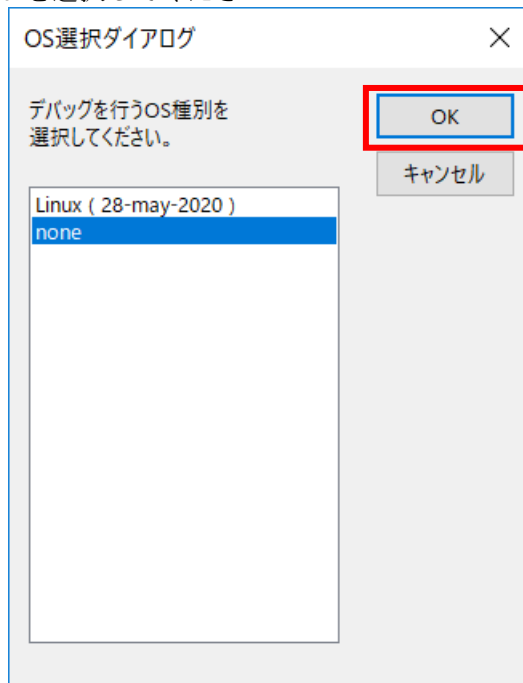 OS選択ダイアログ
デバッグを行うOS種別を
選択してください。
OK
キャンセル
Linux ( 28-may-2020 )
none